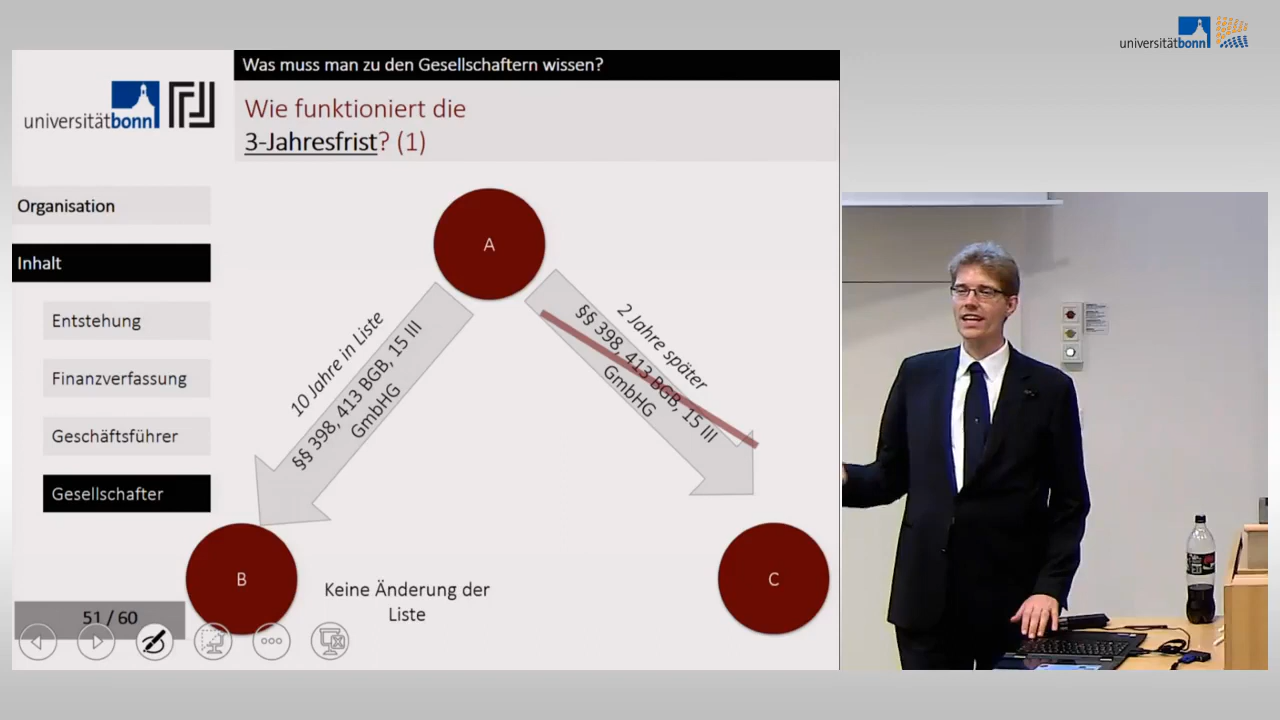 universitätbonn
Was muss man zu den Gesellschaftern wissen?
universitätbonn
Wie funktioniert die
3-Jahresfrist? (1)
Organisation
Inhalt
Entstehung
Finanzverfassung
Geschäftsführer
Gesellschafter
51 / 60
A
10 Jahre in Liste
§§ 398, 413 BGB, 15 III
GmbHG
2 Jahre später
§§ 398, 413 BGB, 15 III
GmbHG
B
Keine Änderung der
Liste
C